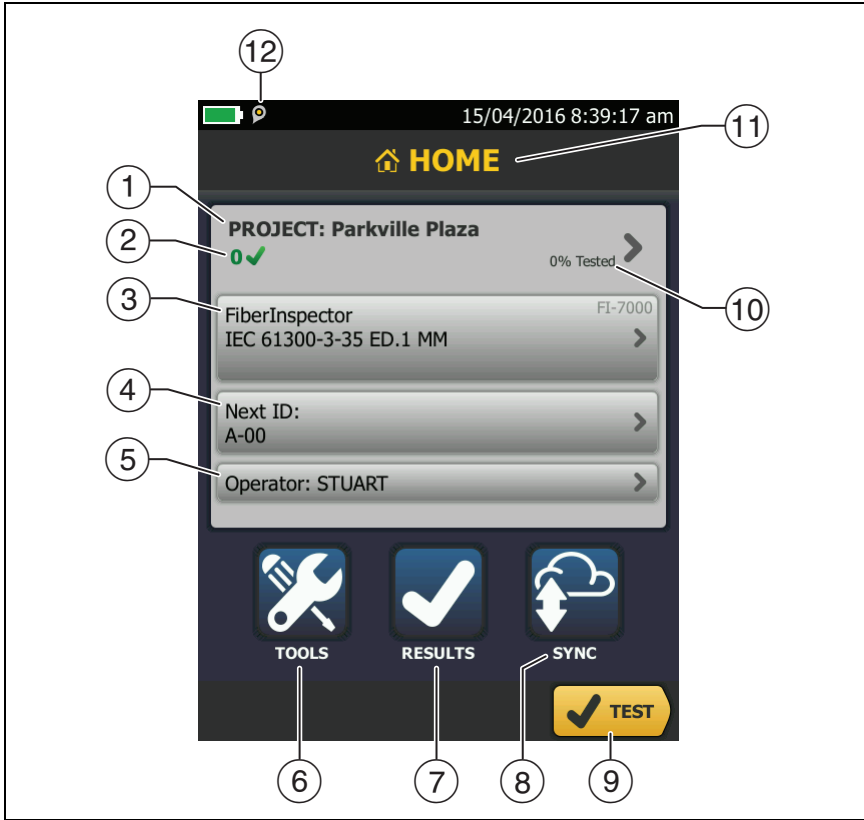 12
15/04/2016 8:39:17 am
HOME
11
1
PROJECT: Parkville Plaza
2
0
0% Tested
10
3
FiberInspector
FI-7000
IEC 61300-3-35 ED.1 MM
4
Next ID:
A-00
5
Operator: STUART
TOOLS
RESULTS
SYNC
TEST
6
7
8
9